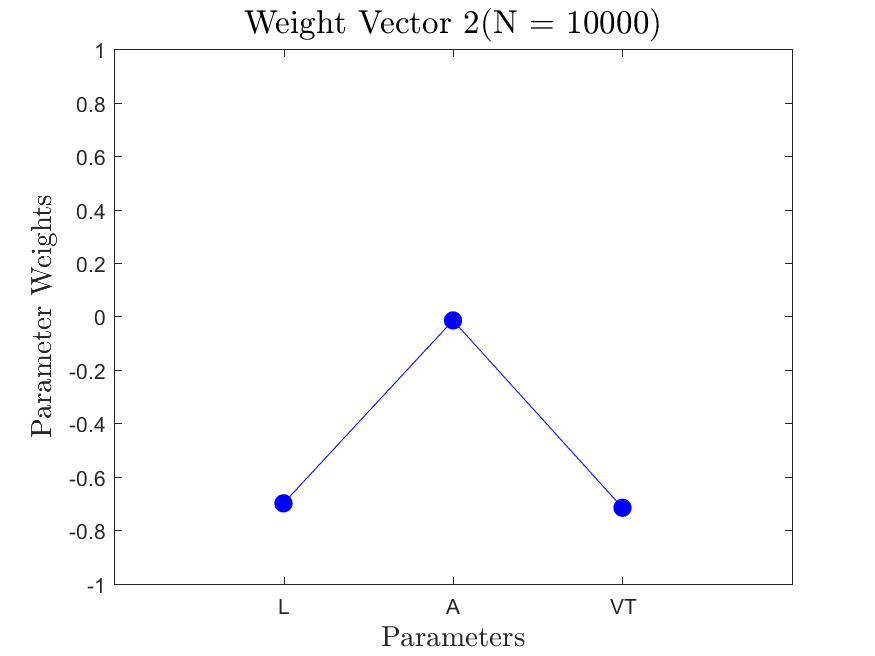 Weight Vector 2(N = 10000)
1
0.8
0.6
0.4
0.2
0
-0.2
-0.4
-0.6
-0.8
-1
Parameter Weights
L A VT
Parameters